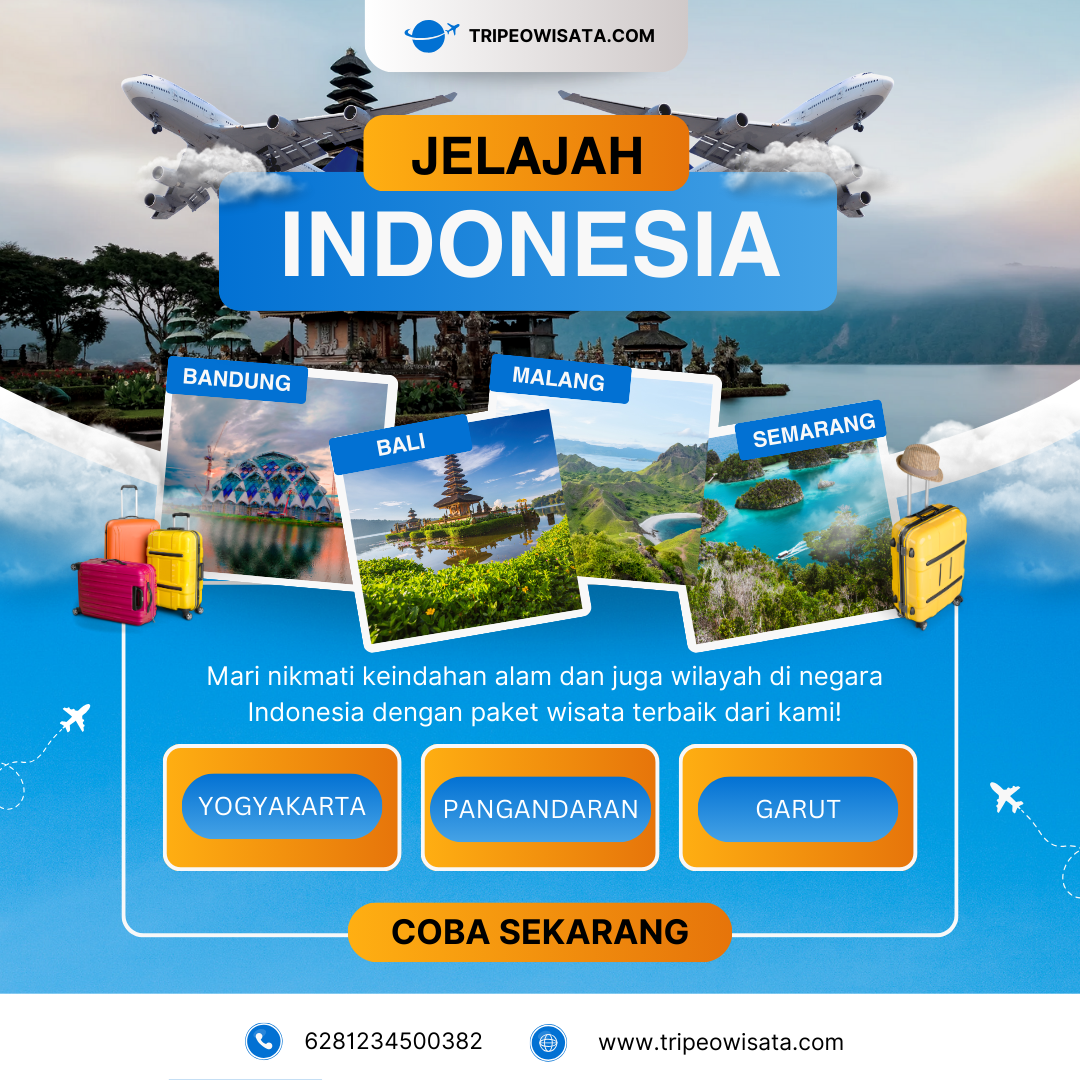 TRIPEOWISATA.COM
JELAJAH
INDONESIA
BANDUNG
BALI
MALANG
SEMARANG
Mari nikmati keindahan alam dan juga wilayah di negara
Indonesia dengan paket wisata terbaik dari kami!
YOGYAKARTA
PANGANDARAN
GARUT
COBA SEKARANG
6281234500382
www.tripeowisata.com